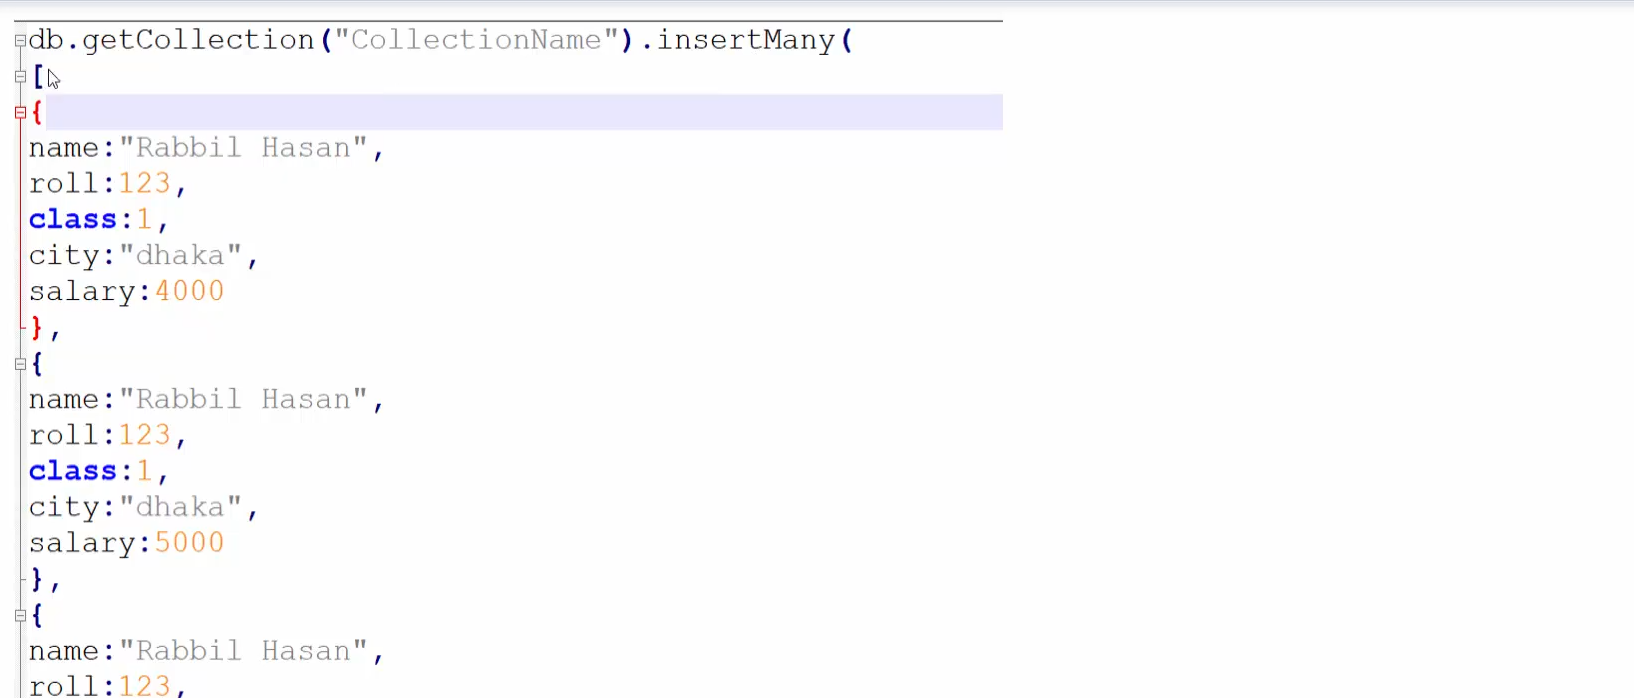 db.getCollection("CollectionName").insertMany(
[
{
name:"Rabbil Hasan",
roll:123,
class:1,
city:"dhaka",
salary:4000
},
{
name:"Rabbil Hasan",
roll:123,
class:1,
city:"dhaka",
salary:5000
},
{
name:"Rabbil Hasan",
roll:123,